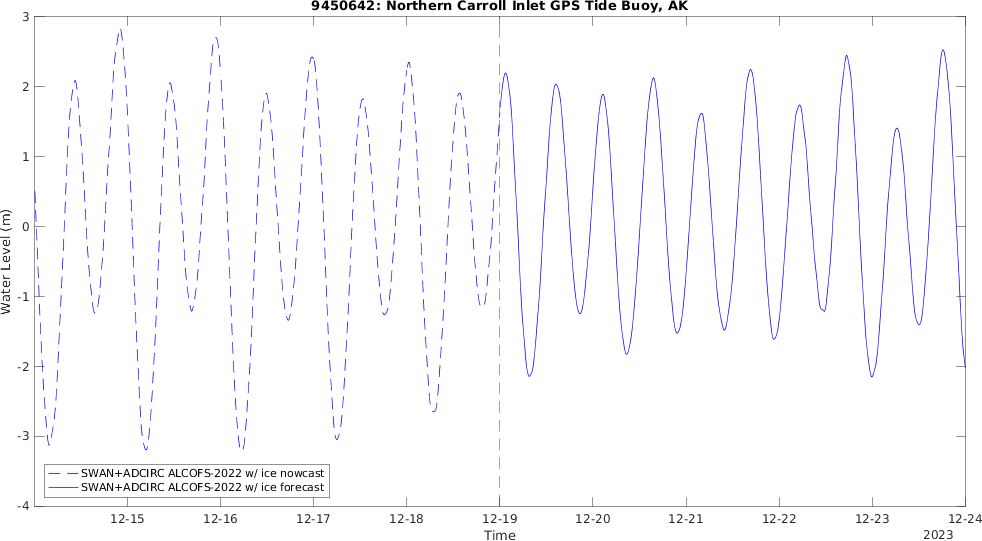 9450642: Northern Carroll Inlet GPS Tide Buoy, AK
3
2
1
0
-1
-2
-3
-4
Water Level (m)
SWAN+ADCIRC ALCOFS-2022 w/ ice nowcast
SWAN+ADCIRC ALCOFS-2022 w/ ice forecast
12-15 12-16 12-17 12-18 12-19 12-20 12-21 12-22 12-23 12-24
Time
2023